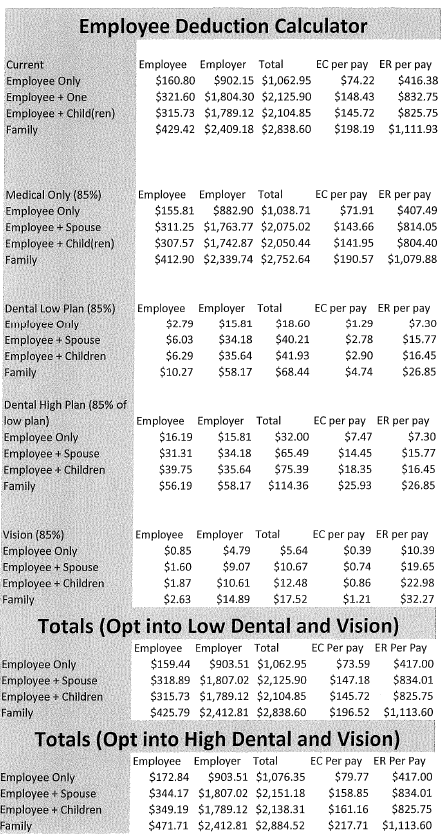 Employee Deduction Calculator
Current Employee Employer Total EC per pay ER per pay
Employee Only $160.80 $902.15 $1,062.95 $74.22 $416.38
Employee + One $321.60 $1,804.30 $2,125.90 $148.43 $832.75
Employee + Child(ren) $315.73 $1,789.12 $2,104.85 $145.72 $825.75
Family $429.42 $2,409.18 $2,838.60 $198.19 $1,111.93
Medical Only (85%) Employee Employer Total EC per pay ER per pay
Employee Only $155.81 $882.90 $1,038.71 $71.91 $407.49
Employee + Spouse $311.25 $1,763.77 $2,075.02 $143.66 $814.05
Employee + Child(ren) $307.57 $1,742.87 $2,050.44 $141.95 $804.40
Family $412.90 $2,339.74 $2,752.64 $190.57 $1,079.88
Dental Low Plan (85%) Employee Employer Total EC per pay ER per pay
Employee Only $2.79 $15.81 $18.60 $1.29 $7.30
Employee + Spouse $6.03 $34.18 $40.21 $2.78 $15.77
Employee + Children $6.29 $35.64 $41.93 $2.90 $16.45
Family $10.27 $58.17 $68.44 $4.74 $26.85
Dental High Plan (85% of
low plan) Employee Employer Total EC per pay ER per pay
Employee Only $16.19 $15.81 $32.00 $7.47 $7.30
Employee + Spouse $31.31 $34.18 $65.49 $14.45 $15.77
Employee + Children $39.75 $35.64 $75.39 $18.35 $16.45
Family $56.19 $58.17 $114.36 $25.93 $26.85
Vision (85%) Employee Employer Total EC per pay ER per pay
Employee Only $0.85 $4.79 $5.64 $0.39 $10.39
Employee + Spouse $1.60 $9.07 $10.67 $0.74 $19.65
Employee + Children $1.87 $10.61 $12.48 $0.86 $22.98
Family $2.63 $14.89 $17.52 $1.21 $32.27
Totals (Opt into Low Dental and Vision)
Employee Employer Total EC Per pay ER Per Pay
Employee Only $159.44 $903.51 $1,062.95 $73.59 $417.00
Employee + Spouse $318.89 $1,807.02 $2,125.90 $147.18 $834.01
Employee + Children $315.73 $1,789.12 $2,104.85 $145.72 $825.75
Family $425.79 $2,412.81 $2,838.60 $196.52 $1,113.60
Totals (Opt into High Dental and Vision)
Employee Employer Total EC Per pay ER Per Pay
Employee Only $172.84 $903.51 $1,076.35 $79.77 $417.00
Employee + Spouse $344.17 $1,807.02 $2,151.18 $158.85 $834.01
Employee + Children $349.19 $1,789.12 $2,138.31 $161.16 $825.75
Family $471.71 $2,412.81 $2,884.52 $217.71 $1,113.60